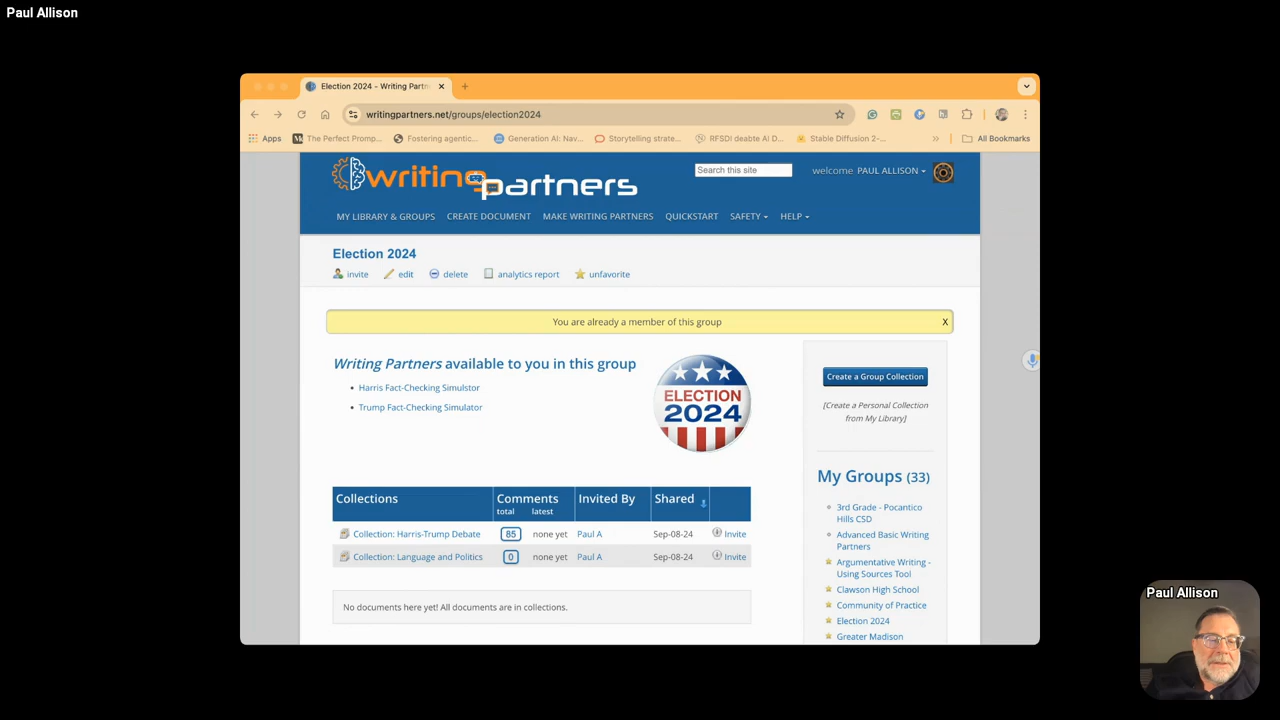 Paul Allison
Election 2024 - Writing Partn
writingpartners.net/groups/election2024
Apps
The Perfect Promp...
Fostering agentic...
Generation AI: Nav...
Storytelling strate...
RFSDI deabte AI D...
Stable Diffusion 2-...
All Bookmarks
writing partners
Search this site
welcome PAUL ALLISON
MY LIBRARY & GROUPS CREATE DOCUMENT MAKE WRITING PARTNERS QUICKSTART SAFETY HELP
Election 2024
invite edit delete analytics report unfavorite
You are already a member of this group X
Writing Partners available to you in this group
Harris Fact-Checking Simulstor
Trump Fact-Checking Simulator
ELECTION
2024
Create a Group Collection
[Create a Personal Collection
from My Library]
Collections Comments Invited By Shared
total latest
Collection: Harris-Trump Debate 85 none yet Paul A Sep-08-24 Invite
Collection: Language and Politics 0 none yet Paul A Sep-08-24 Invite
No documents here yet! All documents are in collections.
My Groups (33)
3rd Grade - Pocantico
Hills CSD
Advanced Basic Writing
Partners
Argumentative Writing -
Using Sources Tool
Clawson High School
Community of Practice
Election 2024
Greater Madison
Paul Allison